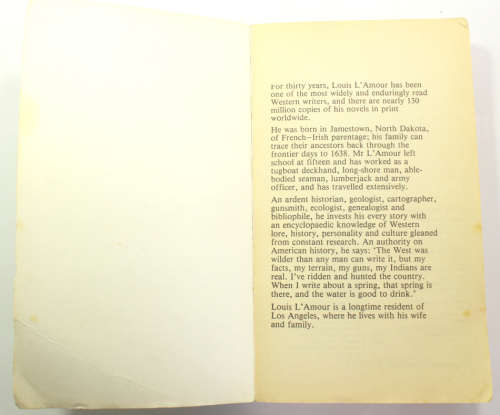 For thirty years, Louis L'Amour has been
one of the most widely and enduringly read
Western writers, and there are nearly 130
million copies of his novels in print
worldwide.
He was born in Jamestown, North Dakota,
of French-Irish parentage; his family can
trace their ancestors back through the
frontier days to 1638. Mr L'Amour left
school at fifteen and has worked as a
tugboat deckhand, long-shore man, able-
bodied seaman, lumberjack and army
officer, and has travelled extensively.
An ardent historian, geologist, cartographer,
gunsmith, ecologist, genealogist and
bibliophile, he invests his every story with
an encyclopaedic knowledge of Western
lore, history, personality and culture gleaned
from constant research. An authority on
American history, he says: 'The West was
wilder than any man can write it, but my
facts, my terrain, my guns, my Indians are
real. I've ridden and hunted the country.
When I write about a spring, that spring is
there, and the water is good to drink.'
Louis L'Amour is a longtime resident of
Los Angeles, where he lives with his wife
and family.